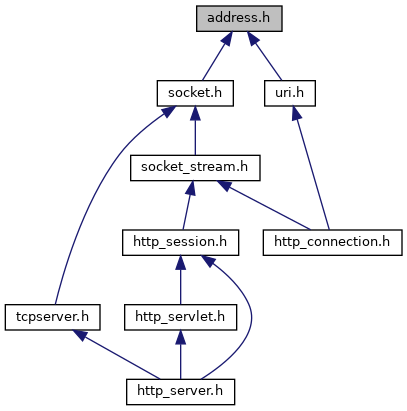 address.h
socket.h
uri.h
socket_stream.h
http_session.h
http_connection.h
tcpserver.h
http_servlet.h
http_server.h